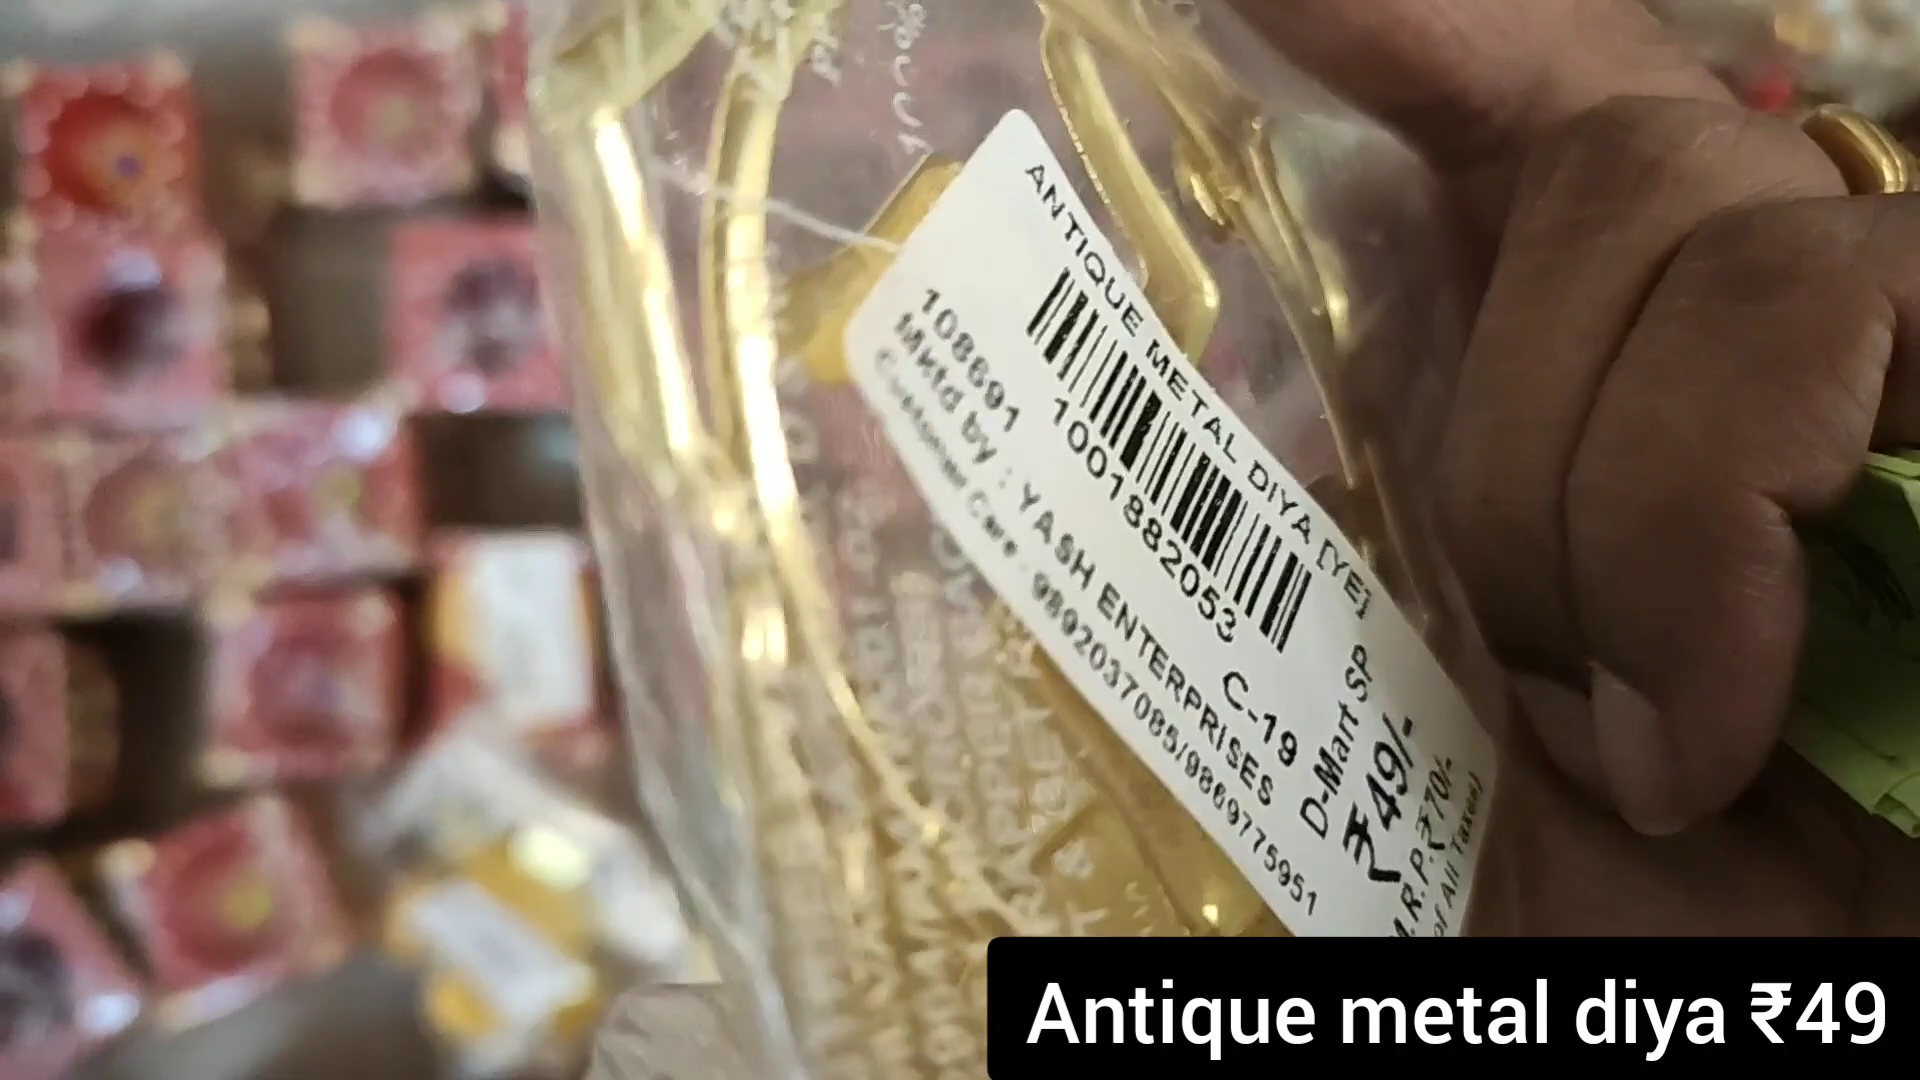 ANTIQUE METAL DIYA [YE]
108691 1001882053 C-19
Mktd by : YASH ENTERPRISES
Customer Care : 9892037085/9869775951
D-Mart SP
₹49/-
M.R.P.₹70/-
of All Taxes)
Antique metal diya ₹49